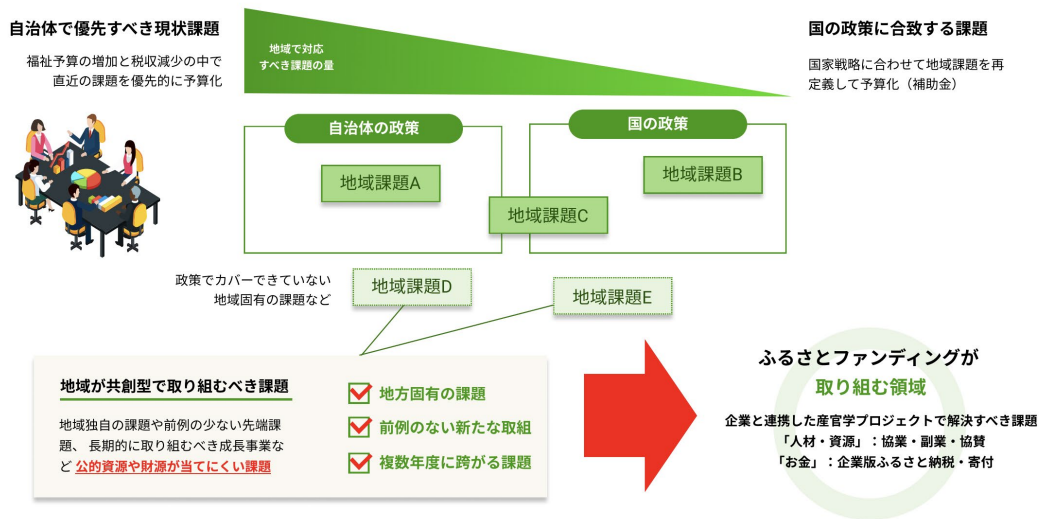 自治体で優先すべき現状課題
福祉予算の増加と税収減少の中で
直近の課題を優先的に予算化
地域で対応
すべき課題の量
国の政策に合致する課題
国家戦略に合わせて地域課題を再
定義して予算化（補助金）
自治体の政策
国の政策
地域課題A
地域課題B
地域課題C
政策でカバーできていない
地域固有の課題など
地域課題D
地域課題E
地域が共創型で取り組むべき課題
地域独自の課題や前例の少ない先端課
題、 長期的に取り組むべき成長事業な
ど 公的資源や財源が当てにくい課題
地方固有の課題
前例のない新たな取組
複数年度に跨がる課題
ふるさとファンディングが
取り組む領域
企業と連携した産官学プロジェクトで解決すべき課題
「人材・資源」：協業・副業・協賛
「お金」：企業版ふるさと納税・寄付